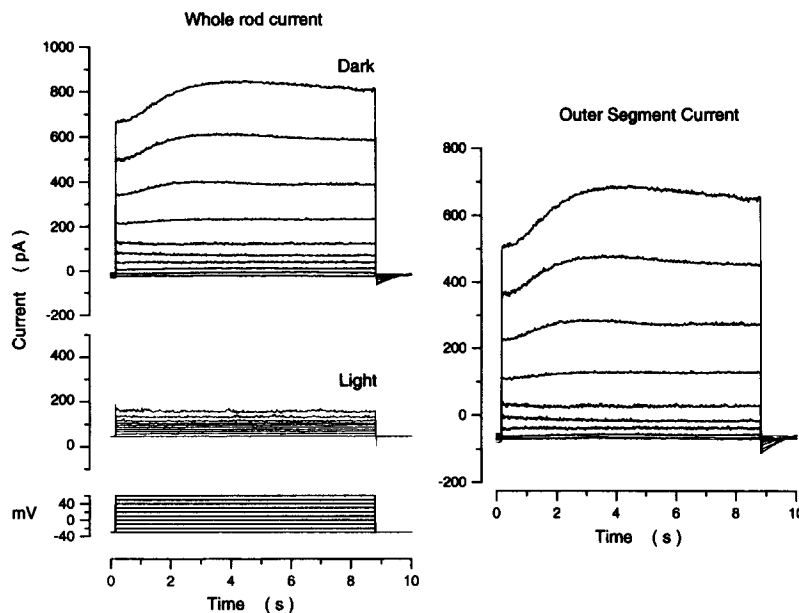 Whole rod current
1000
Dark
800
600
400
200
0
-200
Current ( pA )
400
Light
200
0
mV
40
0
-40
0 2 4 6 8 10
Time ( s )
Outer Segment Current
800
600
400
200
0
-200
0 2 4 6 8 10
Time ( s )